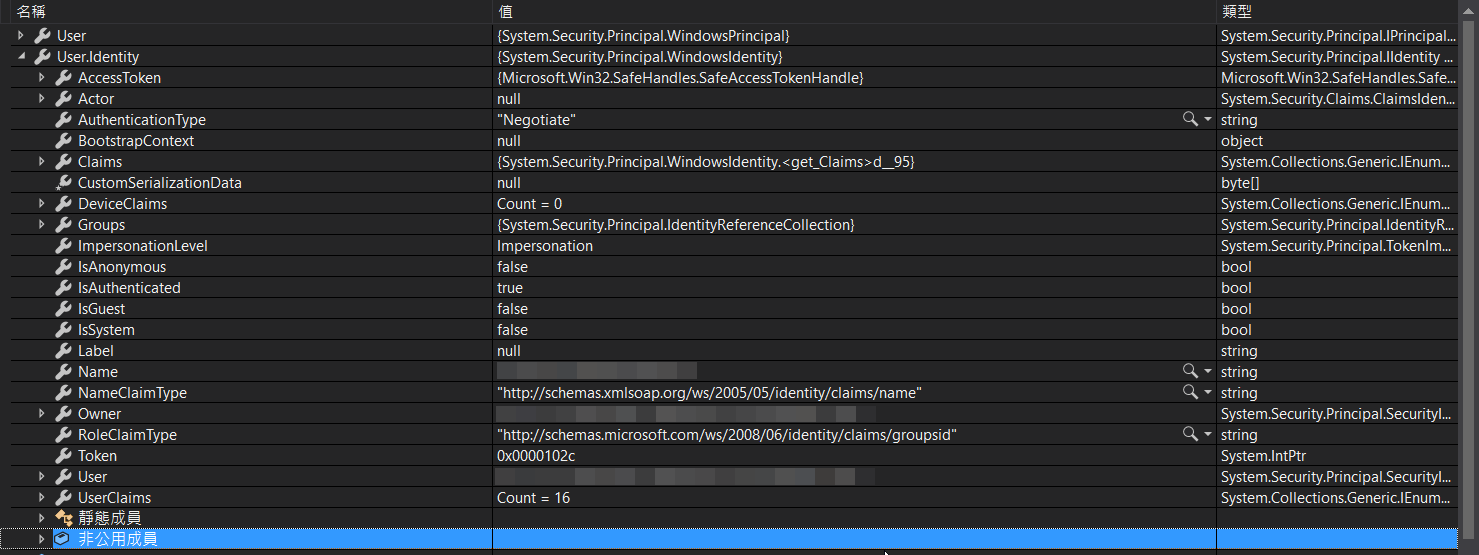 名稱 值 類型
User {System.Security.Principal.WindowsPrincipal} System.Security.Principal.IPrincipal...
User.Identity {System.Security.Principal.WindowsIdentity} System.Security.Principal.IIdentity ...
AccessToken {Microsoft.Win32.SafeHandles.SafeAccessTokenHandle} Microsoft.Win32.SafeHandles.Safe...
Actor null System.Security.Claims.ClaimsIden...
AuthenticationType "Negotiate" string
BootstrapContext null object
Claims {System.Security.Principal.WindowsIdentity.<get_Claims>d__95} System.Collections.Generic.IEnum...
CustomSerializationData null byte[]
DeviceClaims Count = 0 System.Collections.Generic.IEnum...
Groups {System.Security.Principal.IdentityReferenceCollection} System.Security.Principal.IdentityR...
ImpersonationLevel Impersonation System.Security.Principal.TokenIm...
IsAnonymous false bool
IsAuthenticated true bool
IsGuest false bool
IsSystem false bool
Label null string
Name string
NameClaimType "http://schemas.xmlsoap.org/ws/2005/05/identity/claims/name" string
Owner System.Security.Principal.SecurityI...
RoleClaimType "http://schemas.microsoft.com/ws/2008/06/identity/claims/groupsid" string
Token 0x0000102c System.IntPtr
User System.Security.Principal.SecurityI...
UserClaims Count = 16 System.Collections.Generic.IEnum...
靜態成員
非公用成員